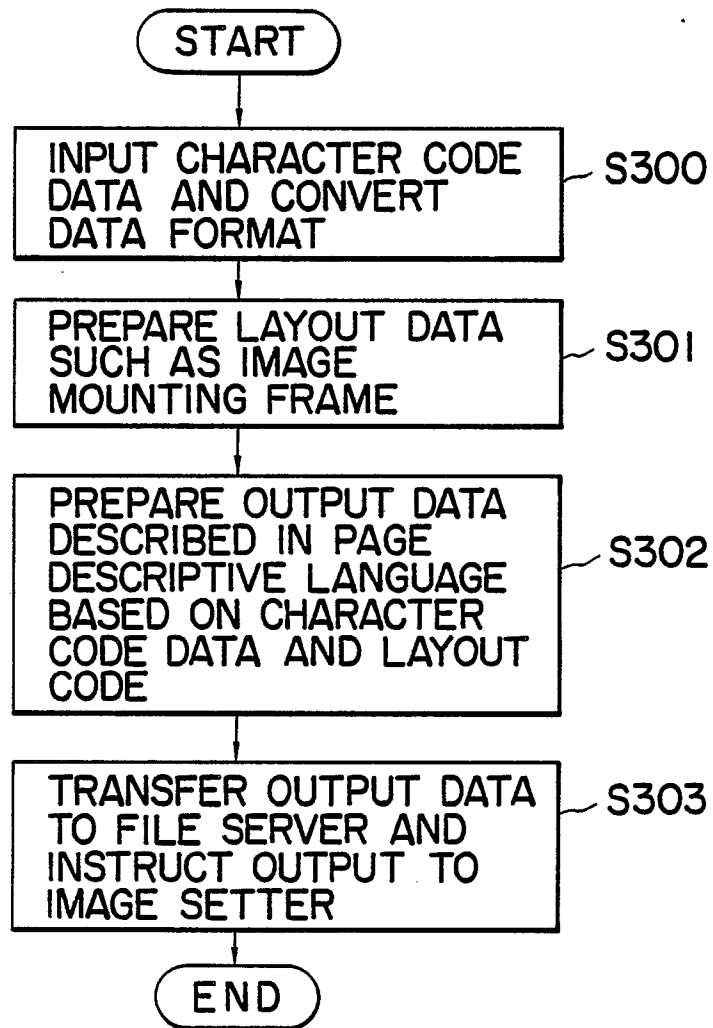 START
INPUT CHARACTER CODE
DATA AND CONVERT
DATA FORMAT
S300
PREPARE LAYOUT DATA
SUCH AS IMAGE
MOUNTING FRAME
S301
PREPARE OUTPUT DATA
DESCRIBED IN PAGE
DESCRIPTIVE LANGUAGE
BASED ON CHARACTER
CODE DATA AND LAYOUT
CODE
S302
TRANSFER OUTPUT DATA
TO FILE SERVER AND
INSTRUCT OUTPUT TO
IMAGE SETTER
S303
END